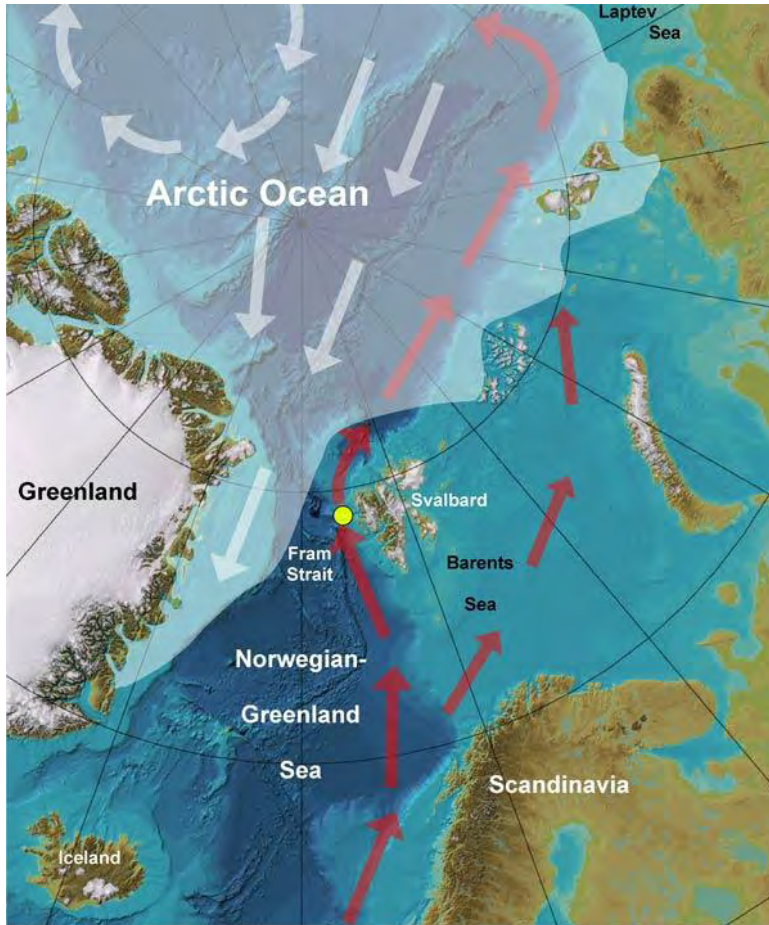 Laptev
Sea
Arctic Ocean
Greenland
Svalbard
Fram
Strait
Barents
Sea
Norwegian-
Greenland
Sea
Scandinavia
Iceland